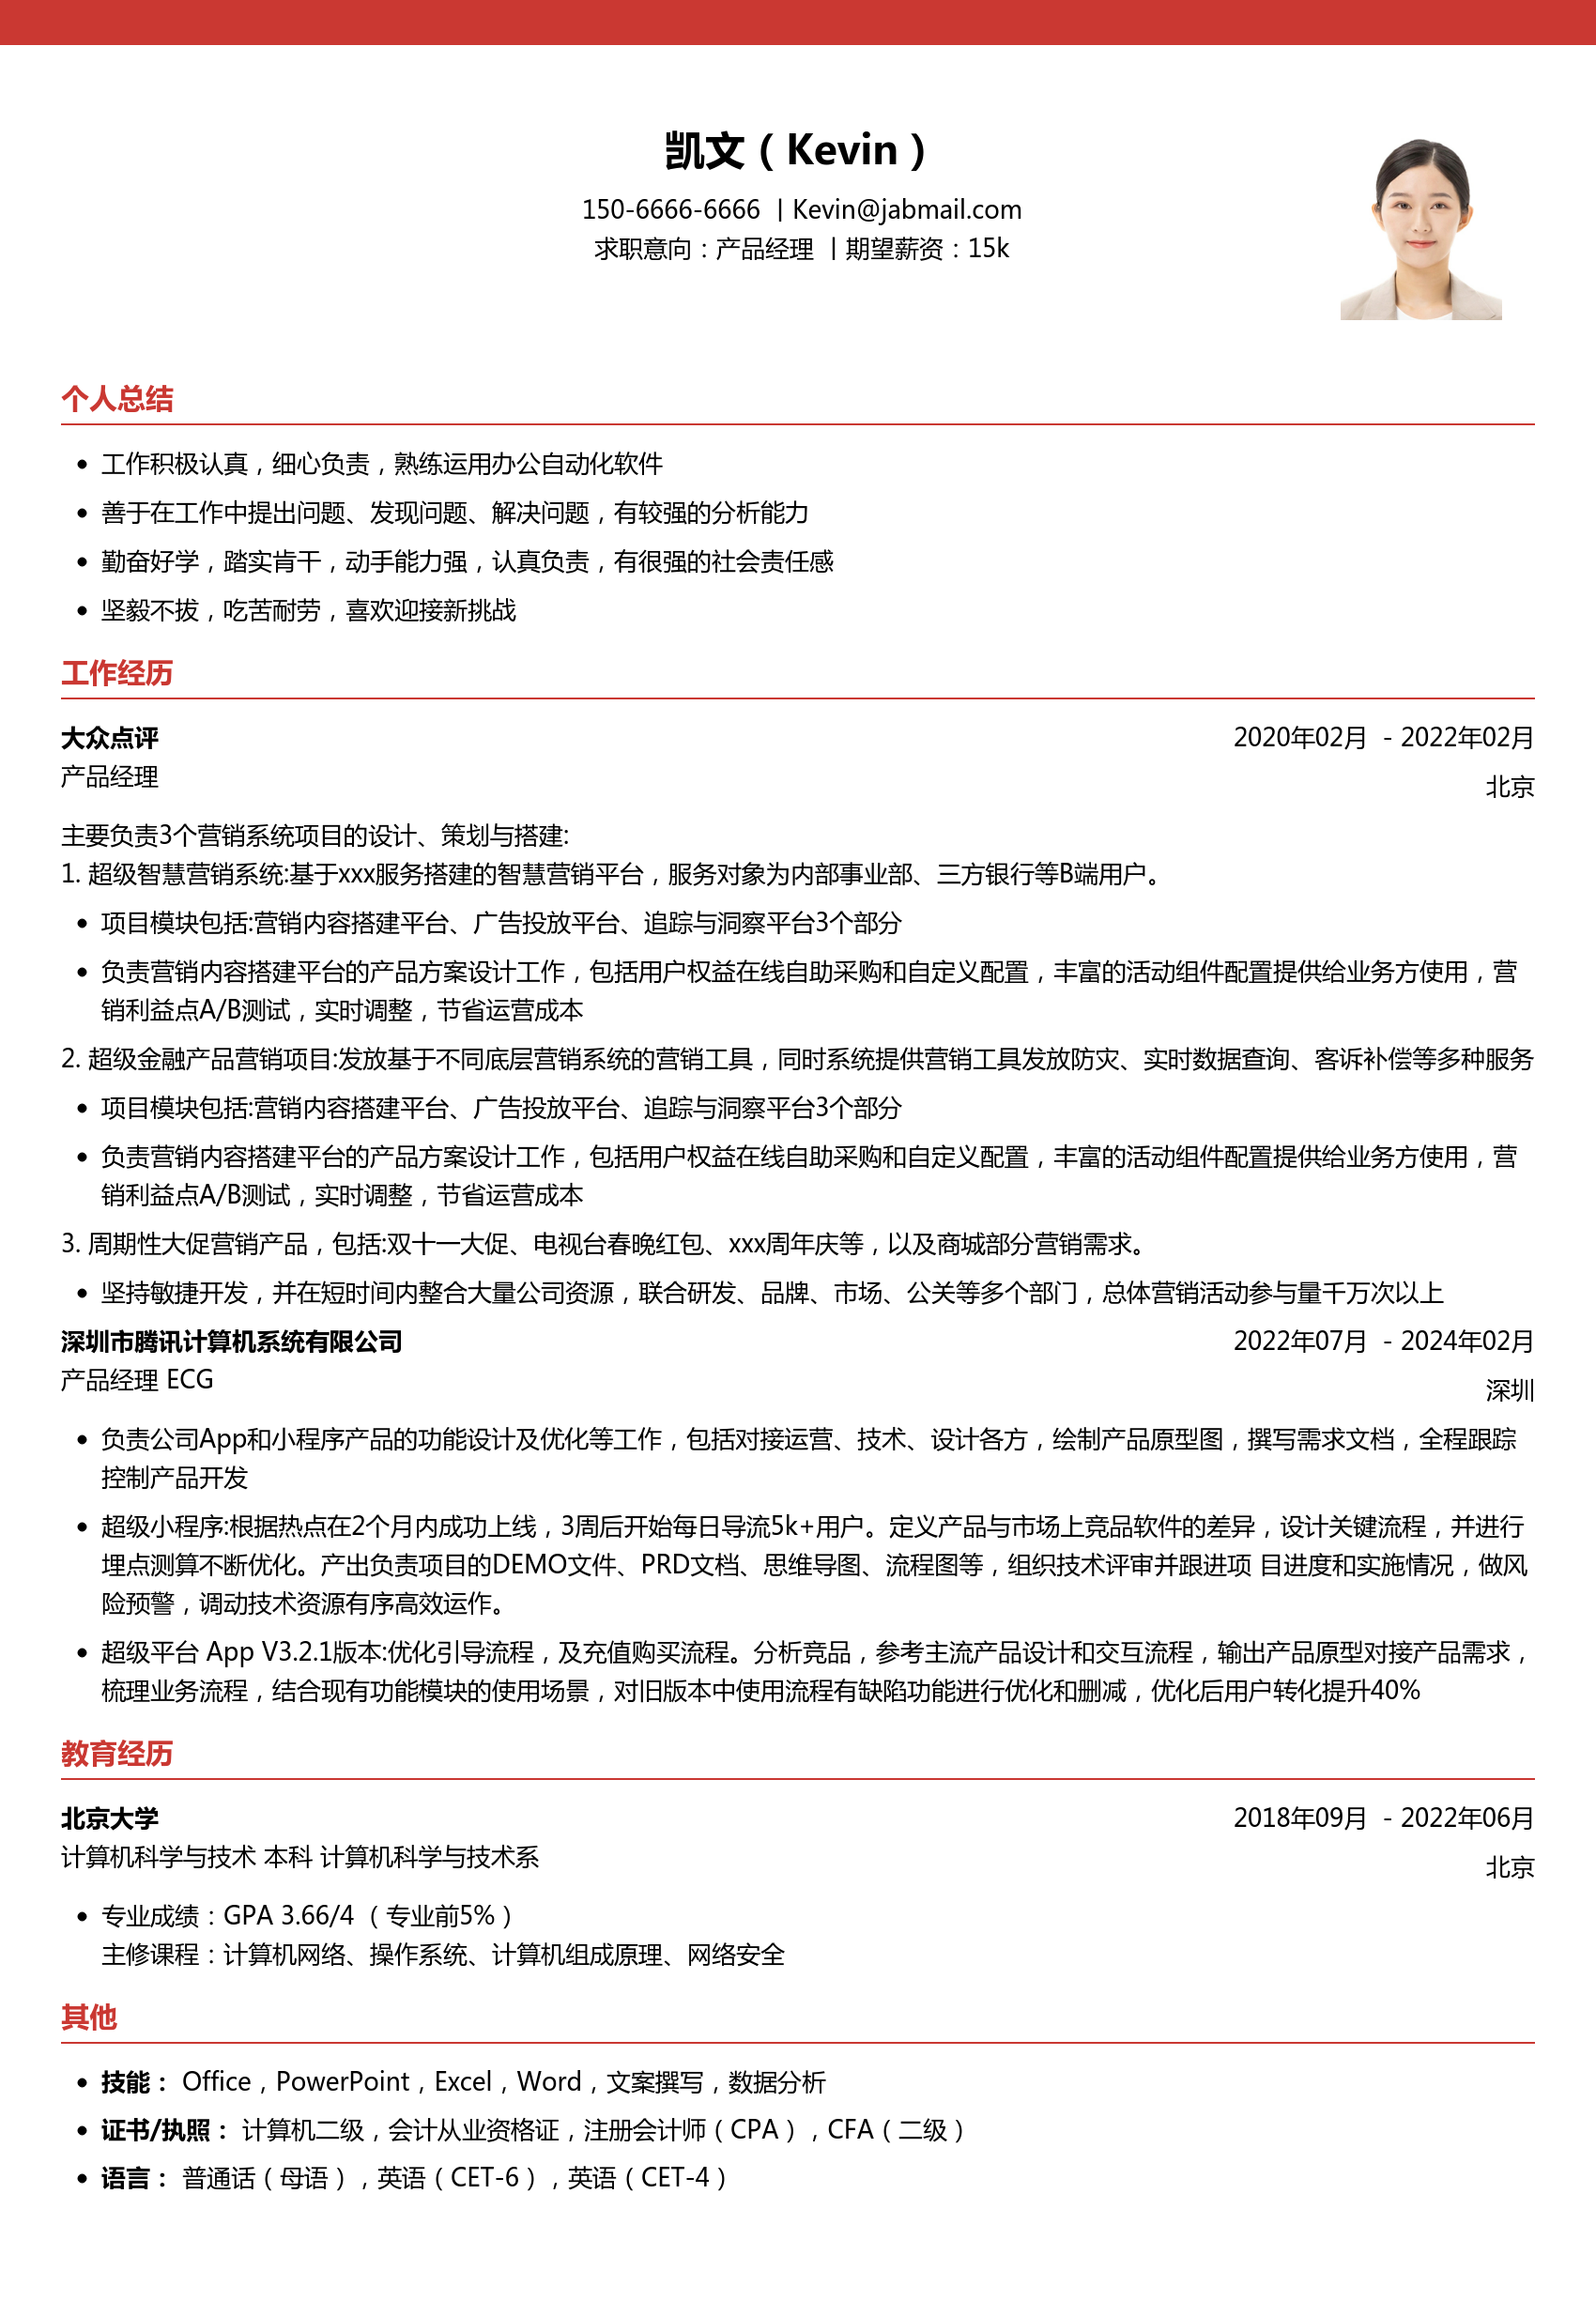 凯文（Kevin）
150-6666-6666 | Kevin@jabmail.com
求职意向：产品经理 | 期望薪资：15k
个人总结
• 工作积极认真，细心负责，熟练运用办公自动化软件
• 善于在工作中提出问题、发现问题、解决问题，有较强的分析能力
• 勤奋好学，踏实肯干，动手能力强，认真负责，有很强的社会责任感
• 坚毅不拔，吃苦耐劳，喜欢迎接新挑战
工作经历
大众点评 2020年02月 - 2022年02月
产品经理
北京
主要负责3个营销系统项目的设计、策划与搭建:
1. 超级智慧营销系统:基于xxx服务搭建的智慧营销平台，服务对象为内部事业部、三方银行等B端用户。
• 项目模块包括:营销内容搭建平台、广告投放平台、追踪与洞察平台3个部分
• 负责营销内容搭建平台的产品方案设计工作，包括用户权益在线自助采购和自定义配置，丰富的活动组件配置提供给业务方使用，营
销利益点A/B测试，实时调整，节省运营成本
2. 超级金融产品营销项目:发放基于不同底层营销系统的营销工具，同时系统提供营销工具发放防灾、实时数据查询、客诉补偿等多种服务
• 项目模块包括:营销内容搭建平台、广告投放平台、追踪与洞察平台3个部分
• 负责营销内容搭建平台的产品方案设计工作，包括用户权益在线自助采购和自定义配置，丰富的活动组件配置提供给业务方使用，营
销利益点A/B测试，实时调整，节省运营成本
3. 周期性大促营销产品，包括:双十一大促、电视台春晚红包、xxx周年庆等，以及商城部分营销需求。
• 坚持敏捷开发，并在短时间内整合大量公司资源，联合研发、品牌、市场、公关等多个部门，总体营销活动参与量千万次以上
深圳市腾讯计算机系统有限公司 2022年07月 - 2024年02月
产品经理 ECG
深圳
• 负责公司App和小程序产品的功能设计及优化等工作，包括对接运营、技术、设计各方，绘制产品原型图，撰写需求文档，全程跟踪
控制产品开发
• 超级小程序:根据热点在2个月内成功上线，3周后开始每日导流5k+用户。定义产品与市场上竞品软件的差异，设计关键流程，并进行
埋点测算不断优化。产出负责项目的DEMO文件、PRD文档、思维导图、流程图等，组织技术评审并跟进项 目进度和实施情况，做风
险预警，调动技术资源有序高效运作。
• 超级平台 App V3.2.1版本:优化引导流程，及充值购买流程。分析竞品，参考主流产品设计和交互流程，输出产品原型对接产品需求，
梳理业务流程，结合现有功能模块的使用场景，对旧版本中使用流程有缺陷功能进行优化和删减，优化后用户转化提升40%
教育经历
北京大学 2018年09月 - 2022年06月
计算机科学与技术 本科 计算机科学与技术系
北京
• 专业成绩：GPA 3.66/4 （专业前5%）
主修课程：计算机网络、操作系统、计算机组成原理、网络安全
其他
• 技能： Office，PowerPoint，Excel，Word，文案撰写，数据分析
• 证书/执照： 计算机二级，会计从业资格证，注册会计师（CPA），CFA（二级）
• 语言： 普通话（母语），英语（CET-6），英语（CET-4）